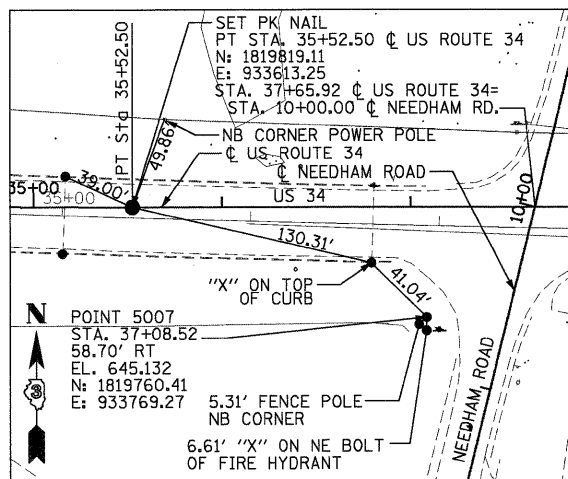 SET PK NAIL
PT STA. 35+52.50 ℄ US ROUTE 34
N: 1819819.11
E: 933613.25
STA. 37+65.92 ℄ US ROUTE 34=
STA. 10+00.00 ℄ NEEDHAM RD.
PT Sta 35+52.50
49.86'
NB CORNER POWER POLE
℄ US ROUTE 34
℄ NEEDHAM ROAD
39.00'
35+00
35+00
US 34
10+00
130.31'
41.04'
"X" ON TOP
OF CURB
N
3
POINT 5007
STA. 37+08.52
58.70' RT
EL. 645.132
N: 1819760.41
E: 933769.27
5.31' FENCE POLE
NB CORNER
6.61' "X" ON NE BOLT
OF FIRE HYDRANT
NEEDHAM ROAD